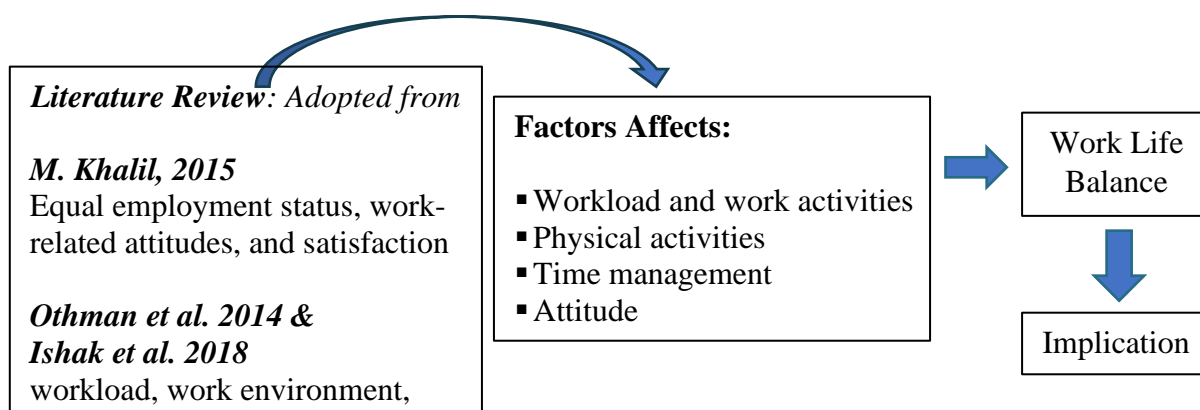 Literature Review: Adopted from
M. Khalil, 2015
Equal employment status, work-
related attitudes, and satisfaction
Othman et al. 2014 &
Ishak et al. 2018
workload, work environment,
Factors Affects:
▪ Workload and work activities
▪ Physical activities
▪ Time management
▪ Attitude
Work Life
Balance
Implication